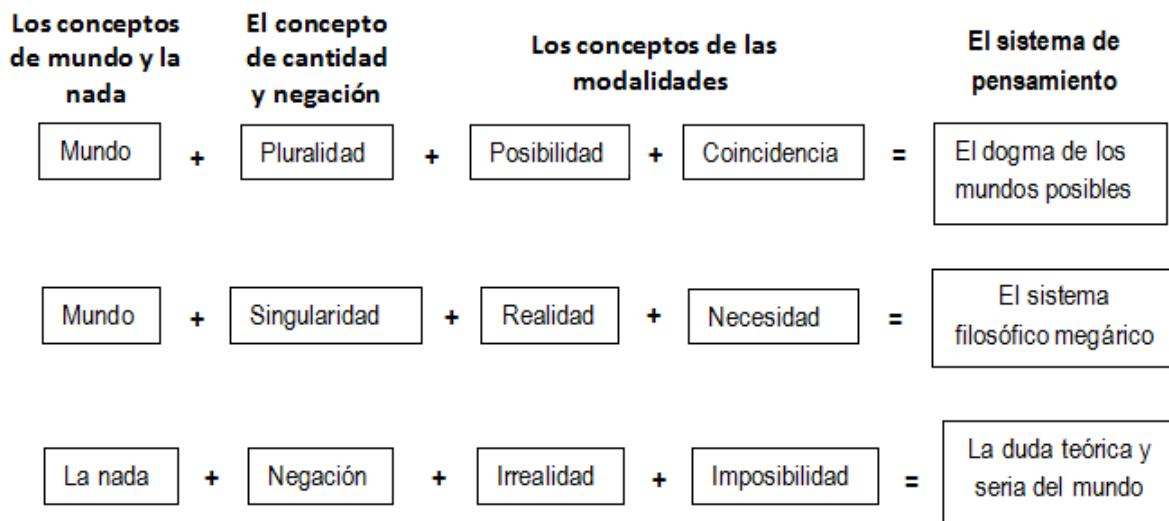 Los conceptos
de mundo y la
nada
El concepto
de cantidad
y negación
Los conceptos de las
modalidades
El sistema de
pensamiento
Mundo + Pluralidad + Posibilidad + Coincidencia = El dogma de los
mundos posibles
Mundo + Singularidad + Realidad + Necesidad = El sistema
filosófico megárico
La nada + Negación + Irrealidad + Imposibilidad = La duda teórica y
seria del mundo